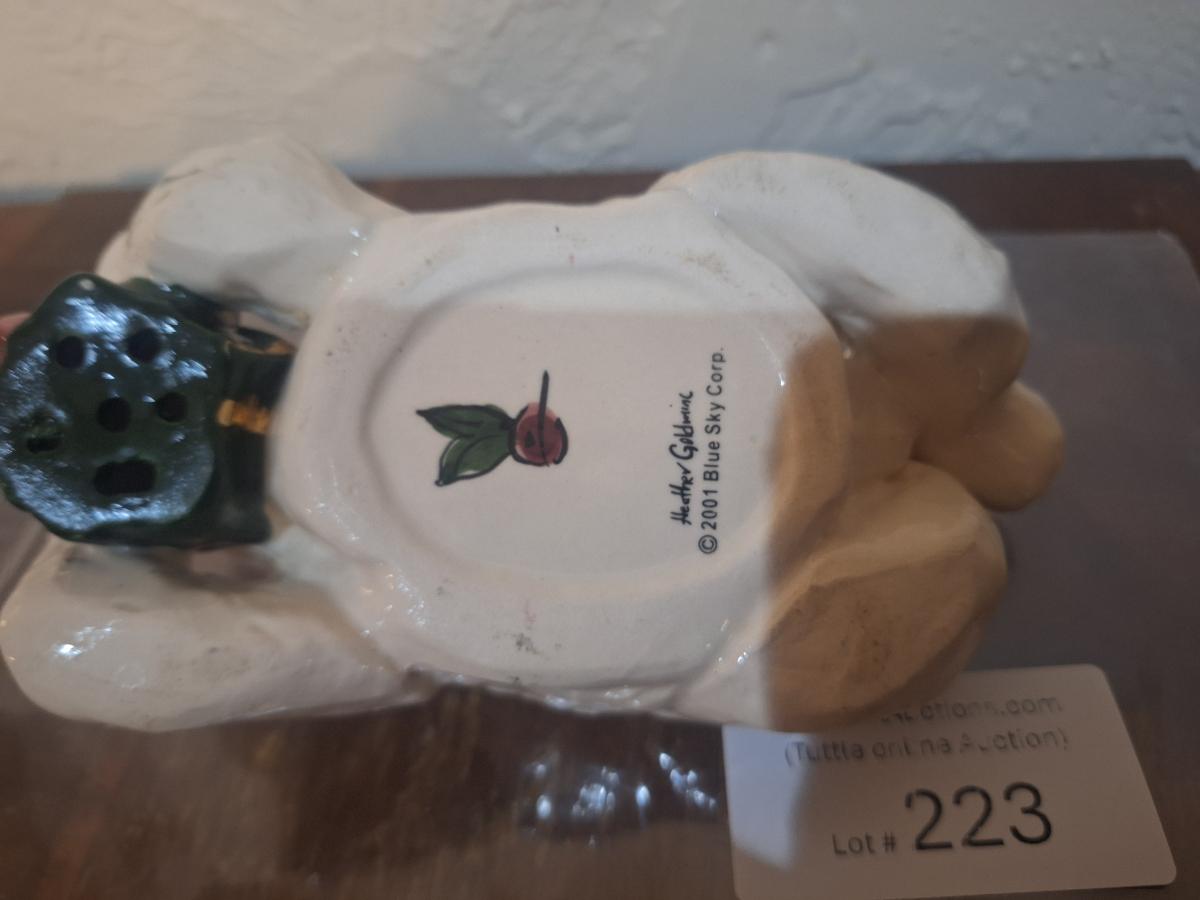 Heather Goldminc
© 2001 Blue Sky Corp.
(Tuttle online Auction)
Lot # 223